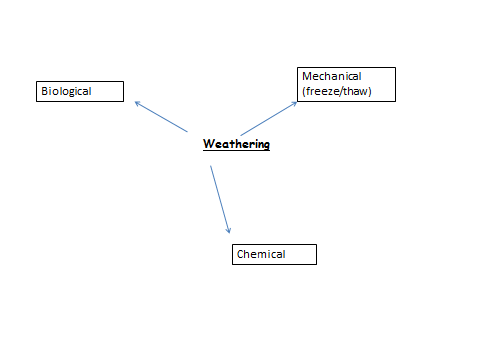 Mechanical
(freeze/thaw)
Biological
Weathering
Chemical